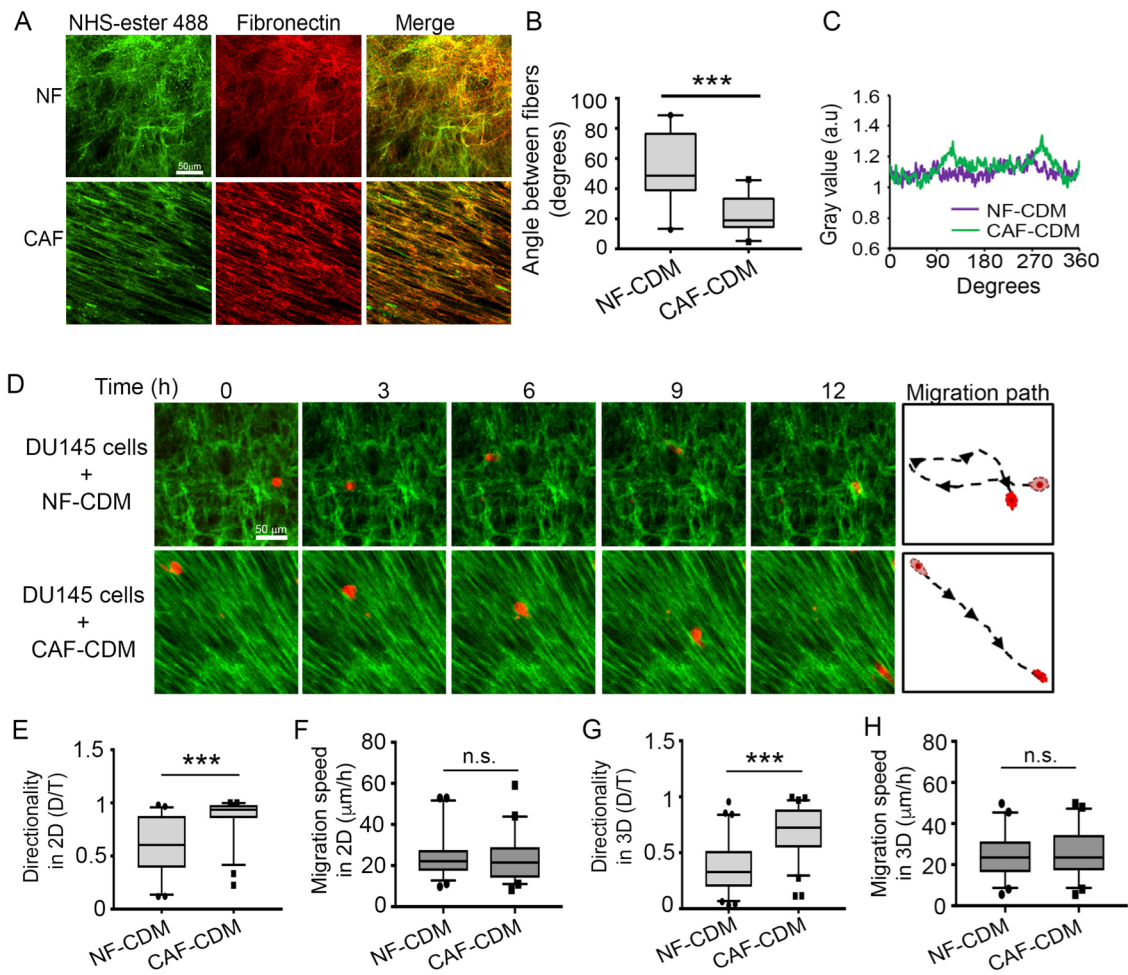 A
NHS-ester 488
Fibronectin
Merge
NF
50µm
CAF
B
***
Angle between fibers
(degrees)
100
80
60
40
20
0
NF-CDM
CAF-CDM
C
Gray value (a.u)
1.6
1.4
1.2
1
0.8
0.6
NF-CDM
CAF-CDM
0
90
180
270
360
Degrees
D
Time (h)
0
3
6
9
12
Migration path
DU145 cells
+
NF-CDM
50 µm
DU145 cells
+
CAF-CDM
E
***
Directionality
in 2D (D/T)
1
0.5
0
NF-CDM
CAF-CDM
F
n.s.
Migration speed
in 2D (µm/h)
80
60
40
20
0
NF-CDM
CAF-CDM
G
***
Directionality
in 3D (D/T)
1
0.5
0
NF-CDM
CAF-CDM
H
n.s.
Migration speed
in 3D (µm/h)
80
60
40
20
0
NF-CDM
CAF-CDM